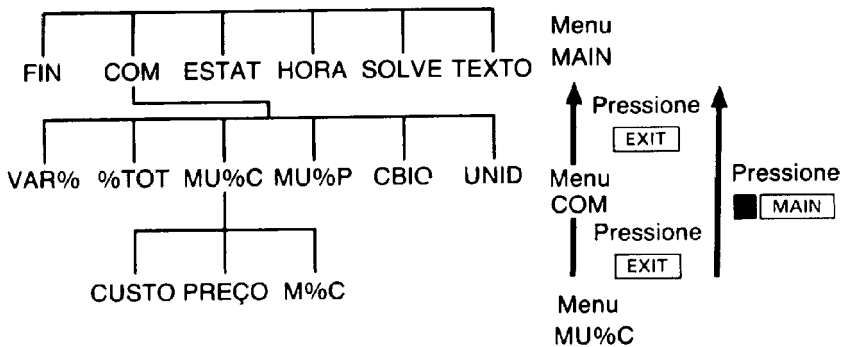 Menu
MAIN
FIN COM ESTAT HORA SOLVE TEXTO
Pressione
EXIT
VAR% %TOT MU%C MU%P CBIO UNID
Menu
COM
Pressione
MAIN
Pressione
EXIT
CUSTO PREÇO M%C
Menu
MU%C